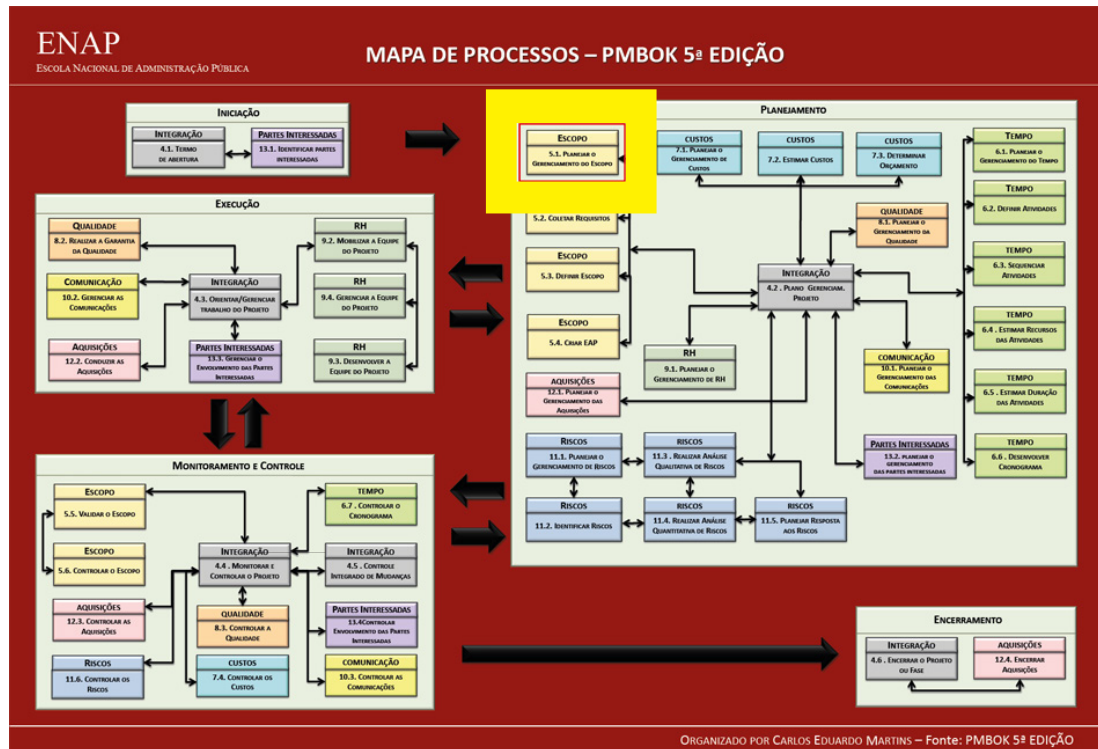 ENAP
ESCOLA NACIONAL DE ADMINISTRAÇÃO PÚBLICA
MAPA DE PROCESSOS – PMBOK 5ª EDIÇÃO
INICIAÇÃO
INTEGRAÇÃO
4.1. TERMO
DE ABERTURA
PARTES INTERESSADAS
13.1. IDENTIFICAR PARTES
INTERESSADAS
EXECUÇÃO
QUALIDADE
8.2. REALIZAR A GARANTIA
DA QUALIDADE
COMUNICAÇÃO
10.2. GERENCIAR AS
COMUNICAÇÕES
AQUISIÇÕES
12.2. CONDUZIR AS
AQUISIÇÕES
INTEGRAÇÃO
4.3. ORIENTAR/GERENCIAR
TRABALHO DO PROJETO
PARTES INTERESSADAS
13.3. GERENCIAR O
ENVOLVIMENTO DAS PARTES
INTERESSADAS
RH
9.2. MOBILIZAR A EQUIPE
DO PROJETO
RH
9.4. GERENCIAR A EQUIPE
DO PROJETO
RH
9.3. DESENVOLVER A
EQUIPE DO PROJETO
PLANEJAMENTO
ESCOPO
5.1. PLANEJAR O
GERENCIAMENTO DO ESCOPO
5.2. COLETAR REQUISITOS
ESCOPO
5.3. DEFINIR ESCOPO
ESCOPO
5.4. CRIAR EAP
AQUISIÇÕES
12.1. PLANEJAR O
GERENCIAMENTO DAS
AQUISIÇÕES
CUSTOS
7.1. PLANEJAR O
GERENCIAMENTO DE
CUSTOS
CUSTOS
7.2. ESTIMAR CUSTOS
CUSTOS
7.3. DETERMINAR
ORÇAMENTO
QUALIDADE
8.1. PLANEJAR O
GERENCIAMENTO DA
QUALIDADE
INTEGRAÇÃO
4.2 . PLANO GERENCIAM.
PROJETO
RH
9.1. PLANEJAR O
GERENCIAMENTO DE RH
COMUNICAÇÃO
10.1. PLANEJAR O
GERENCIAMENTO DAS
COMUNICAÇÕES
PARTES INTERESSADAS
13.2. PLANEJAR O
GERENCIAMENTO
DAS PARTES INTERESSADAS
TEMPO
6.1. PLANEJAR O
GERENCIAMENTO DO TEMPO
TEMPO
6.2. DEFINIR ATIVIDADES
TEMPO
6.3. SEQUENCIAR
ATIVIDADES
TEMPO
6.4 . ESTIMAR RECURSOS
DAS ATIVIDADES
TEMPO
6.5 . ESTIMAR DURAÇÃO
DAS ATIVIDADES
TEMPO
6.6 . DESENVOLVER
CRONOGRAMA
RISCOS
11.1. PLANEJAR O
GERENCIAMENTO DE RISCOS
RISCOS
11.3 . REALIZAR ANÁLISE
QUALITATIVA DE RISCOS
RISCOS
11.2. IDENTIFICAR RISCOS
RISCOS
11.4. REALIZAR ANÁLISE
QUANTITATIVA DE RISCOS
RISCOS
11.5. PLANEJAR RESPOSTA
AOS RISCOS
MONITORAMENTO E CONTROLE
ESCOPO
5.5. VALIDAR O ESCOPO
ESCOPO
5.6. CONTROLAR O ESCOPO
AQUISIÇÕES
12.3. CONTROLAR AS
AQUISIÇÕES
RISCOS
11.6. CONTROLAR OS
RISCOS
INTEGRAÇÃO
4.4 . MONITORAR E
CONTROLAR O PROJETO
QUALIDADE
8.3. CONTROLAR A
QUALIDADE
CUSTOS
7.4. CONTROLAR OS
CUSTOS
TEMPO
6.7 . CONTROLAR O
CRONOGRAMA
INTEGRAÇÃO
4.5 . CONTROLE
INTEGRADO DE MUDANÇAS
PARTES INTERESSADAS
13.4CONTROLAR
ENVOLVIMENTO DAS PARTES
INTERESSADAS
COMUNICAÇÃO
10.3. CONTROLAR AS
COMUNICAÇÕES
ENCERRAMENTO
INTEGRAÇÃO
4.6 . ENCERRAR O PROJETO
OU FASE
AQUISIÇÕES
12.4. ENCERRAR
AQUISIÇÕES
ORGANIZADO POR CARLOS EDUARDO MARTINS – Fonte: PMBOK 5ª EDIÇÃO